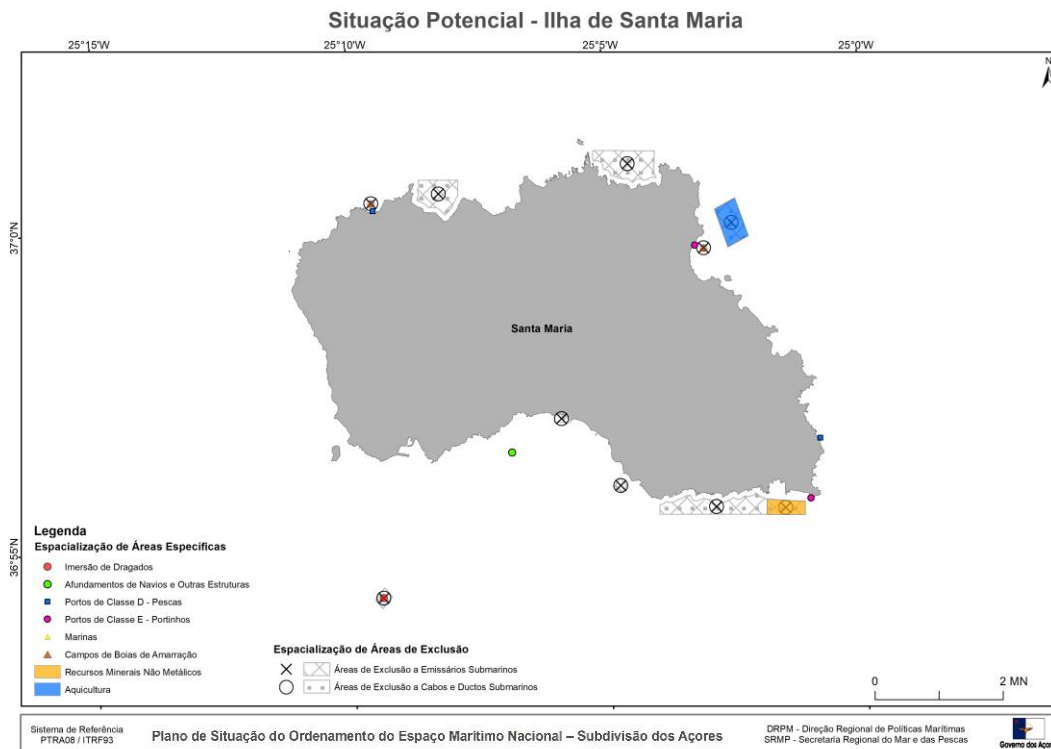 Situação Potencial - Ilha de Santa Maria
25°15'W
25°10'W
25°5'W
25°0'W
N
37°0'N
Santa Maria
36°55'N
Legenda
Espacialização de Áreas Específicas
Imersão de Dragados
Afundamentos de Navios e Outras Estruturas
Portos de Classe D - Pescas
Portos de Classe E - Portinhos
Marinas
Campos de Boias de Amarração
Recursos Minerais Não Metálicos
Aquicultura
Espacialização de Áreas de Exclusão
Áreas de Exclusão a Emissários Submarinos
Áreas de Exclusão a Cabos e Ductos Submarinos
0 2 MN
Sistema de Referência
PTRA08 / ITRF93
Plano de Situação do Ordenamento do Espaço Marítimo Nacional – Subdivisão dos Açores
DRPM - Direção Regional de Políticas Marítimas
SRMP - Secretaria Regional do Mar e das Pescas
Governo dos Açores